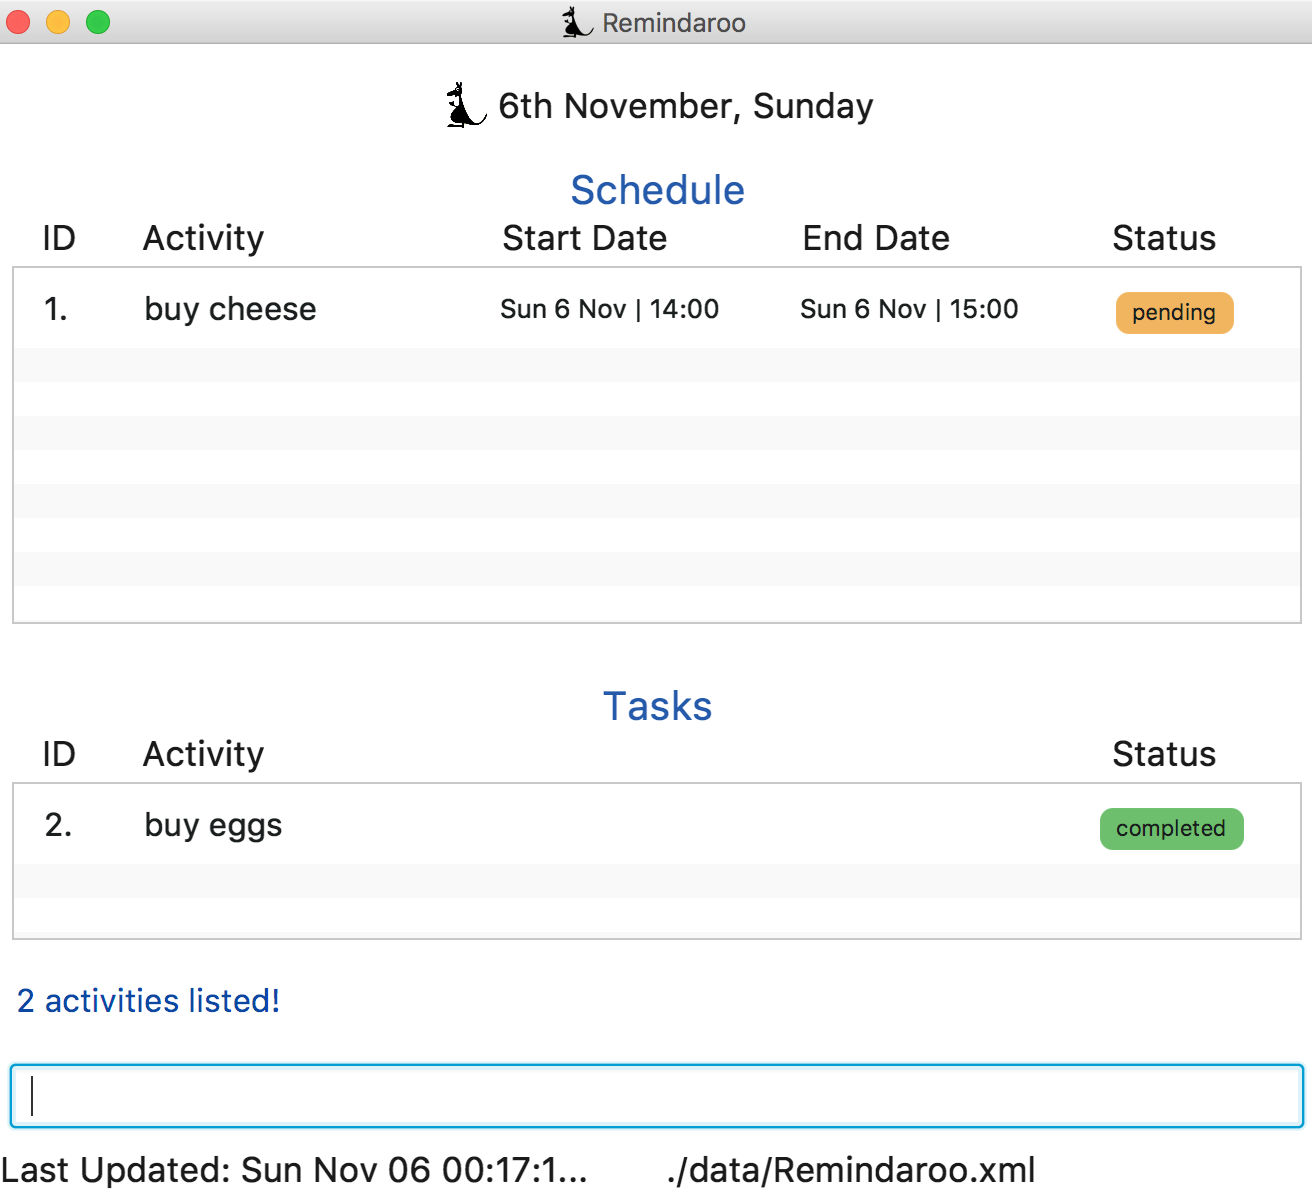 Remindaroo
6th November, Sunday
Schedule
ID Activity Start Date End Date Status
1. buy cheese Sun 6 Nov | 14:00 Sun 6 Nov | 15:00 pending
Tasks
ID Activity Status
2. buy eggs completed
2 activities listed!
Last Updated: Sun Nov 06 00:17:1... ./data/Remindaroo.xml